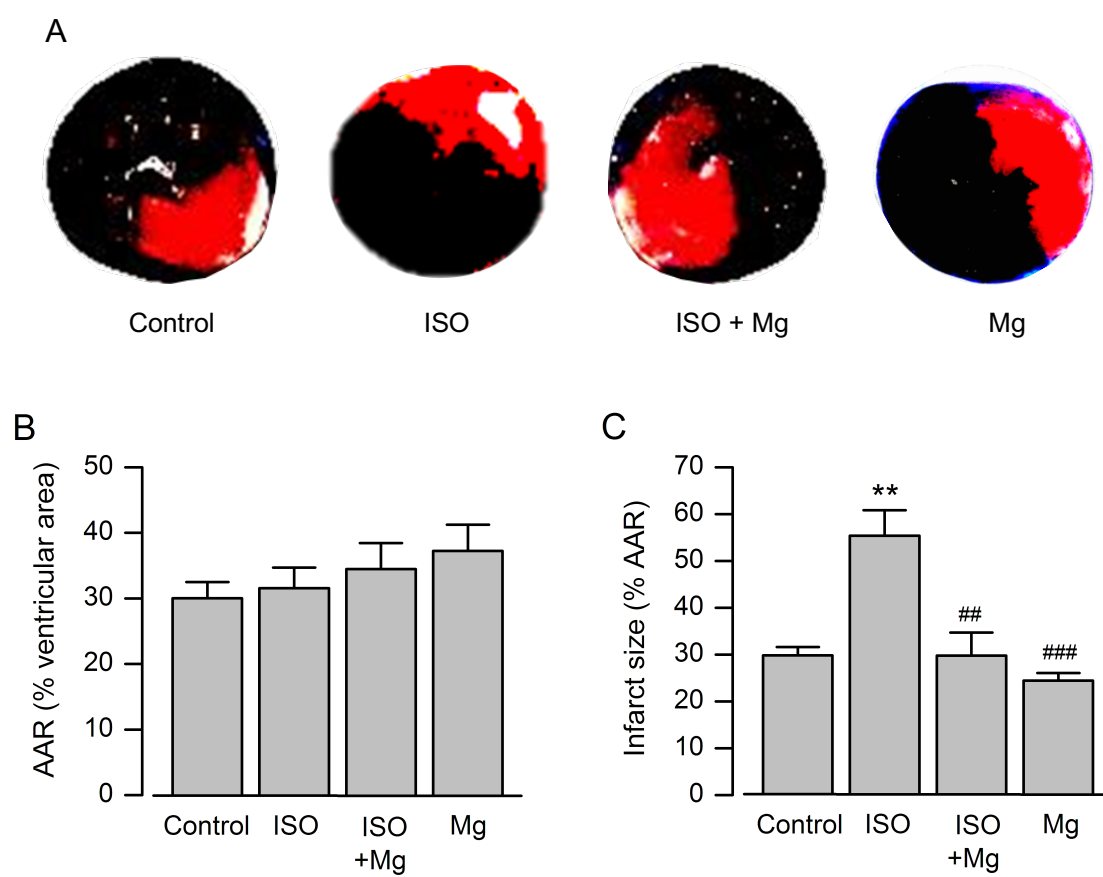 A
Control
ISO
ISO + Mg
Mg
B
AAR (% ventricular area)
50
40
30
20
10
0
Control
ISO
ISO
+Mg
Mg
C
Infarct size (% AAR)
70
60
50
40
30
20
10
0
**
##
###
Control
ISO
ISO
+Mg
Mg